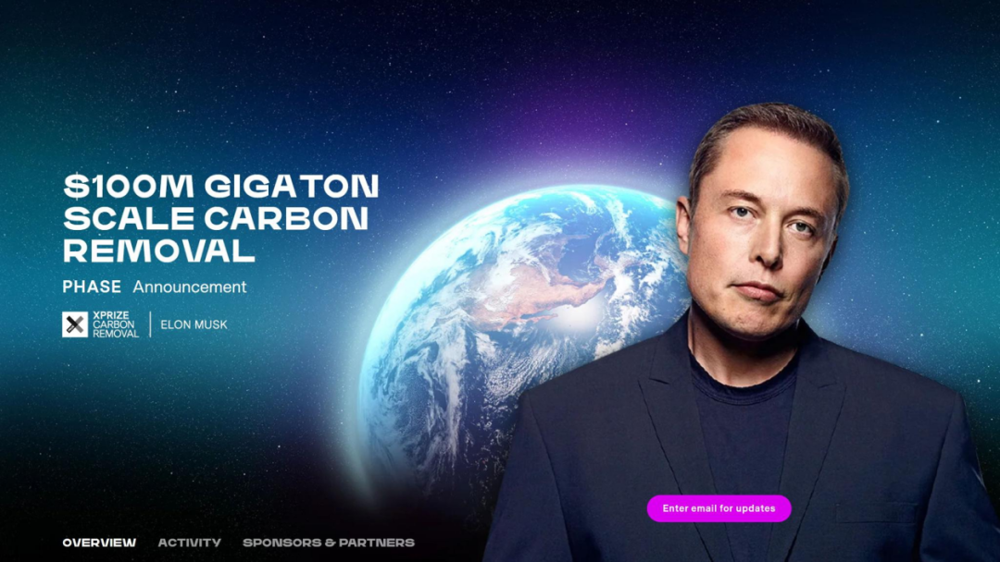 $100M GIGATON
SCALE CARBON
REMOVAL
PHASE Announcement
XPRIZE
CARBON
REMOVAL
ELON MUSK
Enter email for updates
OVERVIEW ACTIVITY SPONSORS & PARTNERS